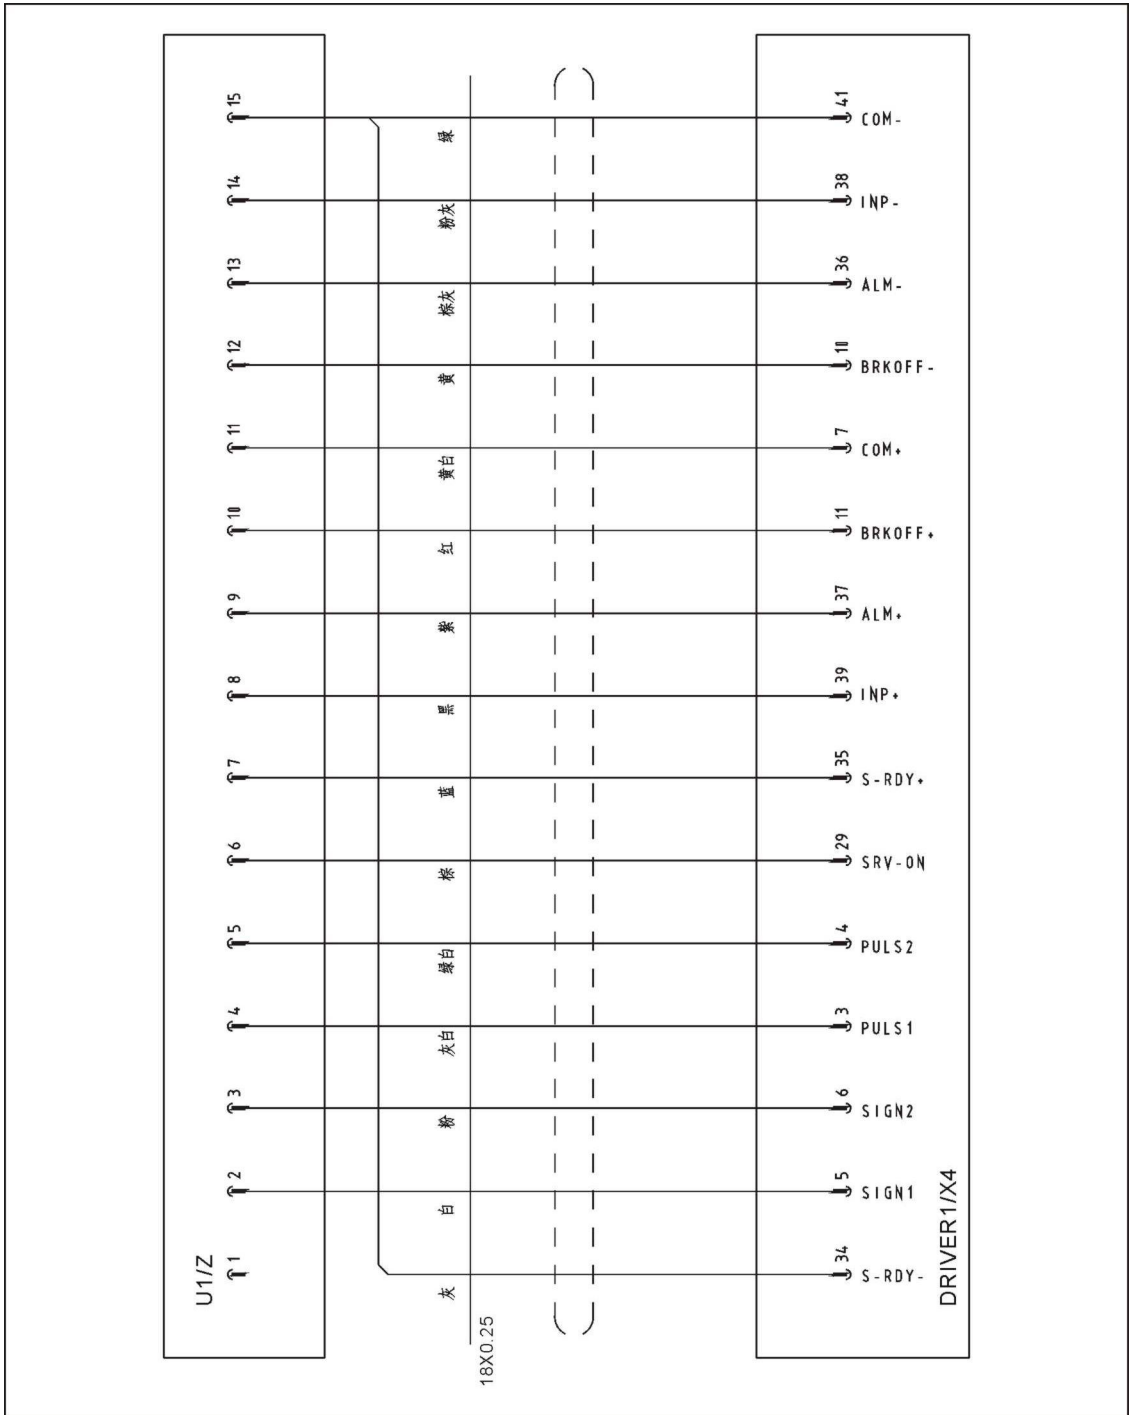 15 绿 41 COM-
14 粉灰 38 INP-
13 棕灰 36 ALM-
12 黄 10 BRKOFF-
11 黄白 7 COM+
10 红 11 BRKOFF+
9 紫 37 ALM+
8 黑 39 INP+
7 蓝 35 S-RDY+
6 棕 29 SRV-ON
5 绿白 4 PULS2
4 灰白 3 PULS1
3 粉 6 SIGN2
2 白 5 SIGN1
1 灰 34 S-RDY-
U1/Z
18X0.25
DRIVER1/X4